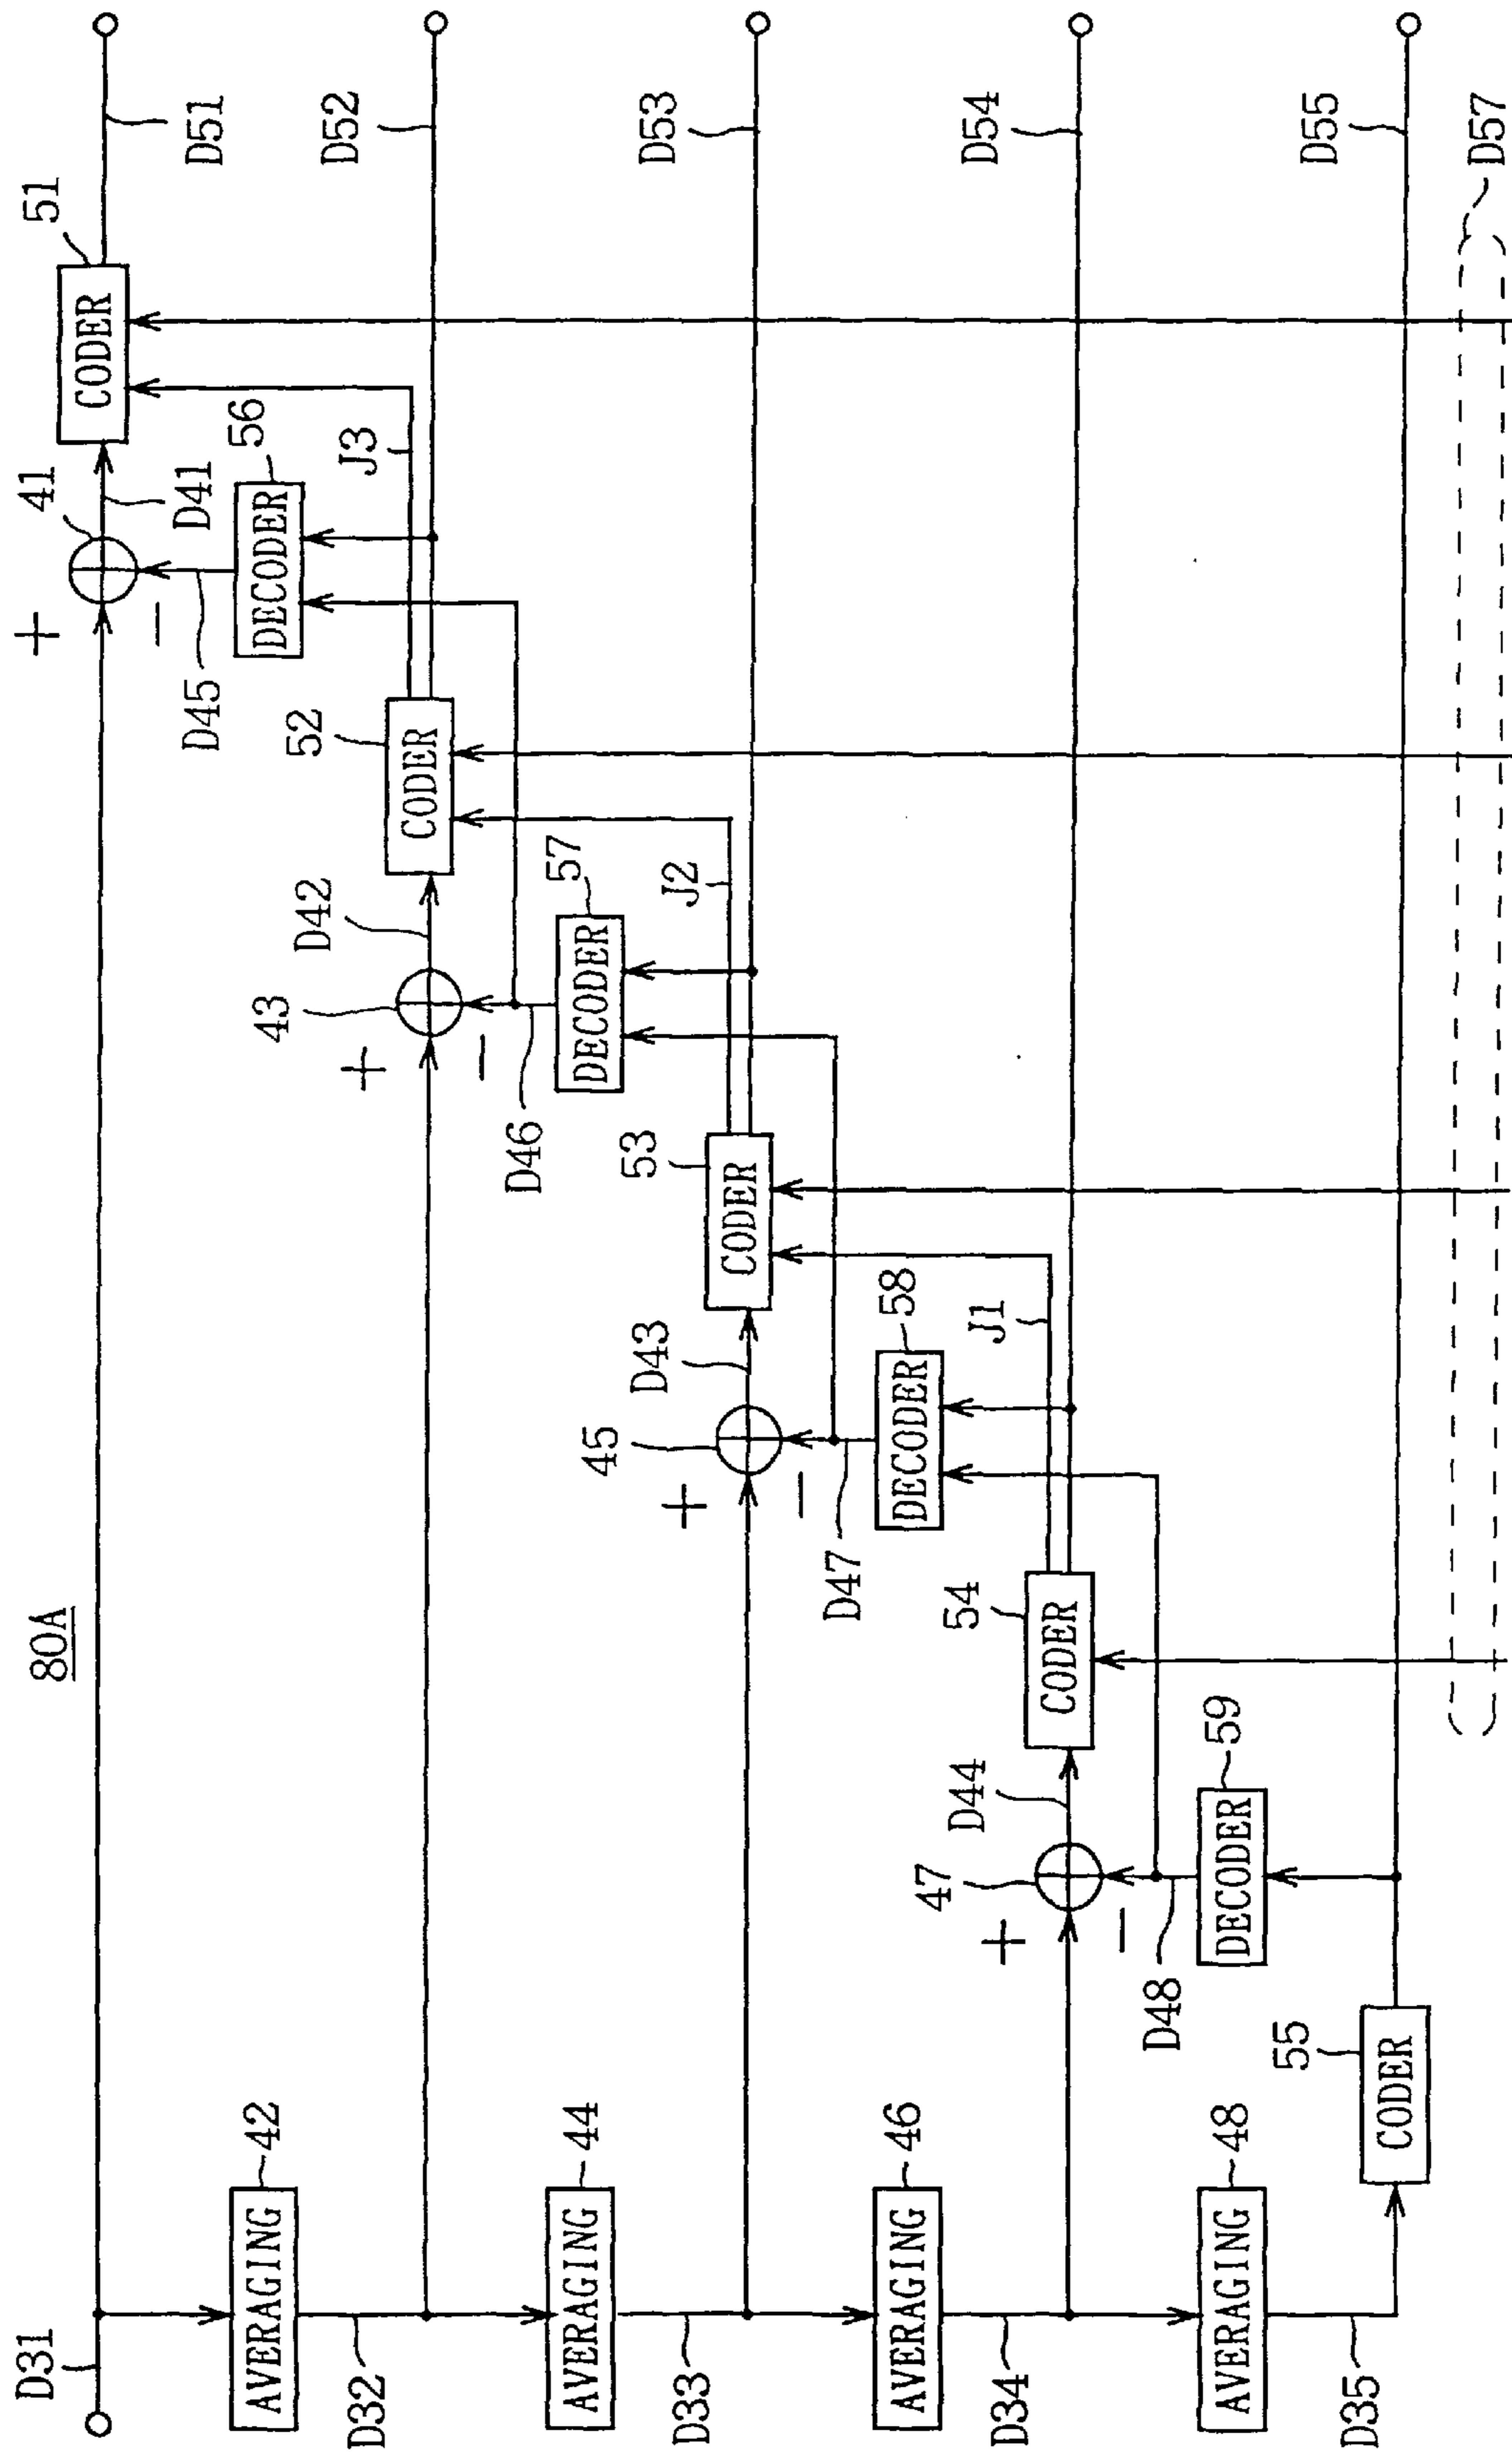 80A
D31
+
41
D41
CODER
51
D51
-
D45
DECODER
56
AVERAGING
42
D32
+
43
D42
CODER
52
J3
D52
-
D46
DECODER
57
AVERAGING
44
D33
+
45
D43
CODER
53
J2
D53
-
D47
DECODER
58
AVERAGING
46
D34
+
47
D44
CODER
54
J1
D54
-
D48
DECODER
59
AVERAGING
48
D35
CODER
55
D55
D57